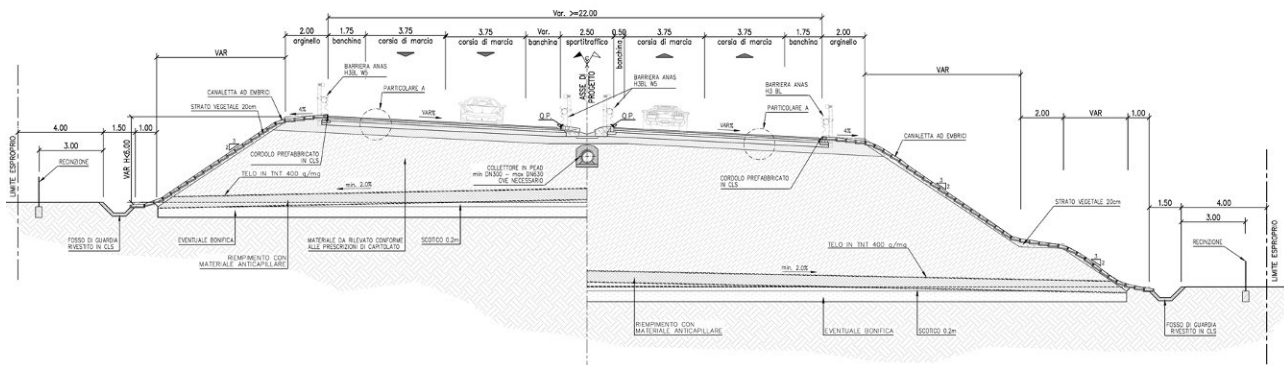 Var. >=22.00
2.00
1.75
3.75
3.75
Var.
2.50
0.50
3.75
3.75
1.75
2.00
arginello
banchina
corsia di marcia
corsia di marcia
banchina
spartitraffico
banchina
corsia di marcia
corsia di marcia
banchina
arginello
VAR
VAR
BARRIERA ANAS
H3BL W5
BARRIERA ANAS
H3BL W5
BARRIERA ANAS
H3 BL
ASSE DI
PROGETTO
CANALETTA AD EMBRICI
STRATO VEGETALE 20cm
PARTICOLARE A
PARTICOLARE A
4%
VAR%
Q.P.
Q.P.
VAR%
4%
CANALETTA AD EMBRICI
LIMITE ESPROPRIO
4.00
1.50
1.00
3.00
RECINZIONE
VAR H<6.00
CORDOLO PREFABBRICATO
IN CLS
COLLETTORE IN PEAD
min DN300 - max DN630
OVE NECESSARIO
CORDOLO PREFABBRICATO
IN CLS
2.00
VAR
1.00
TELO IN TNT 400 g/mq
min. 2.0%
STRATO VEGETALE 20cm
1.50
4.00
3.00
RECINZIONE
LIMITE ESPROPRIO
FOSSO DI GUARDIA
RIVESTITO IN CLS
EVENTUALE BONIFICA
MATERIALE DA RILEVATO CONFORME
ALLE PRESCRIZIONI DI CAPITOLATO
SCOTICO 0.2m
RIEMPIMENTO CON
MATERIALE ANTICAPILLARE
TELO IN TNT 400 g/mq
min. 2.0%
RIEMPIMENTO CON
MATERIALE ANTICAPILLARE
EVENTUALE BONIFICA
SCOTICO 0.2m
FOSSO DI GUARDIA
RIVESTITO IN CLS